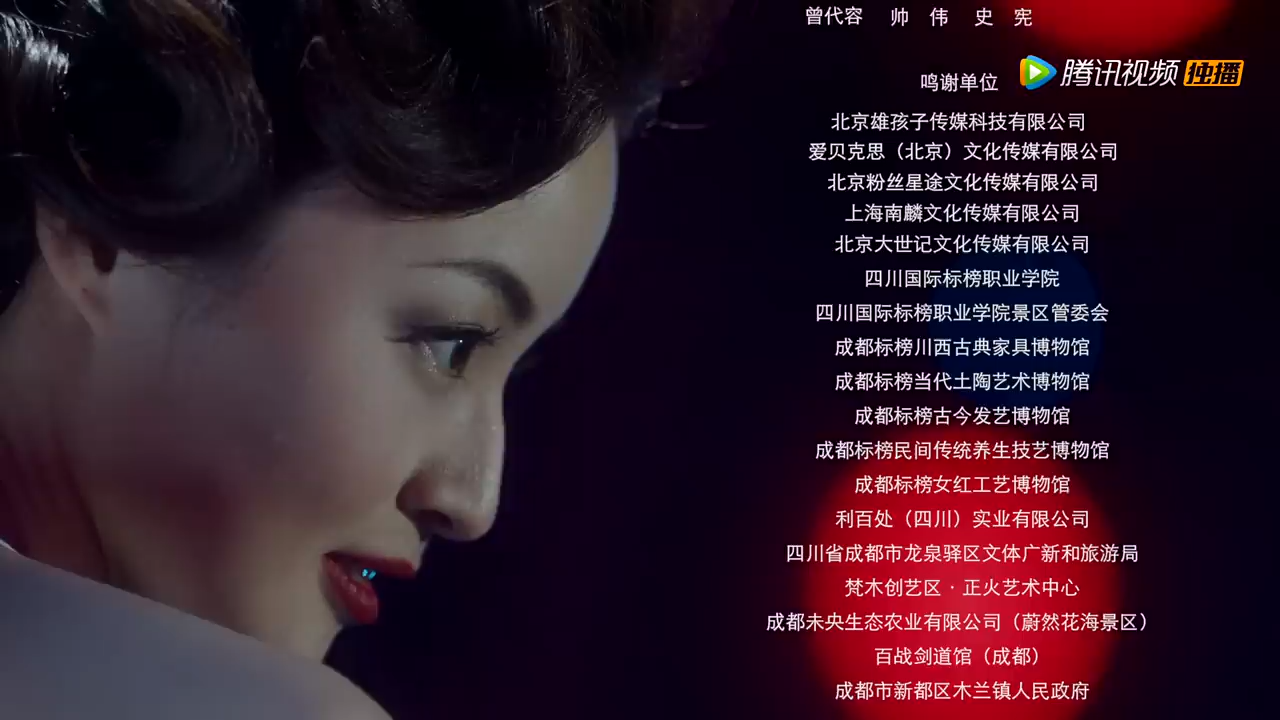 曾代容 帅伟 史宪
鸣谢单位
腾讯视频 独播
北京雄孩子传媒科技有限公司
爱贝克思（北京）文化传媒有限公司
北京粉丝星途文化传媒有限公司
上海南麟文化传媒有限公司
北京大世记文化传媒有限公司
四川国际标榜职业学院
四川国际标榜职业学院景区管委会
成都标榜川西古典家具博物馆
成都标榜当代土陶艺术博物馆
成都标榜古今发艺博物馆
成都标榜民间传统养生技艺博物馆
成都标榜女红工艺博物馆
利百处（四川）实业有限公司
四川省成都市龙泉驿区文体广新和旅游局
梵木创艺区·正火艺术中心
成都未央生态农业有限公司（蔚然花海景区）
百战剑道馆（成都）
成都市新都区木兰镇人民政府